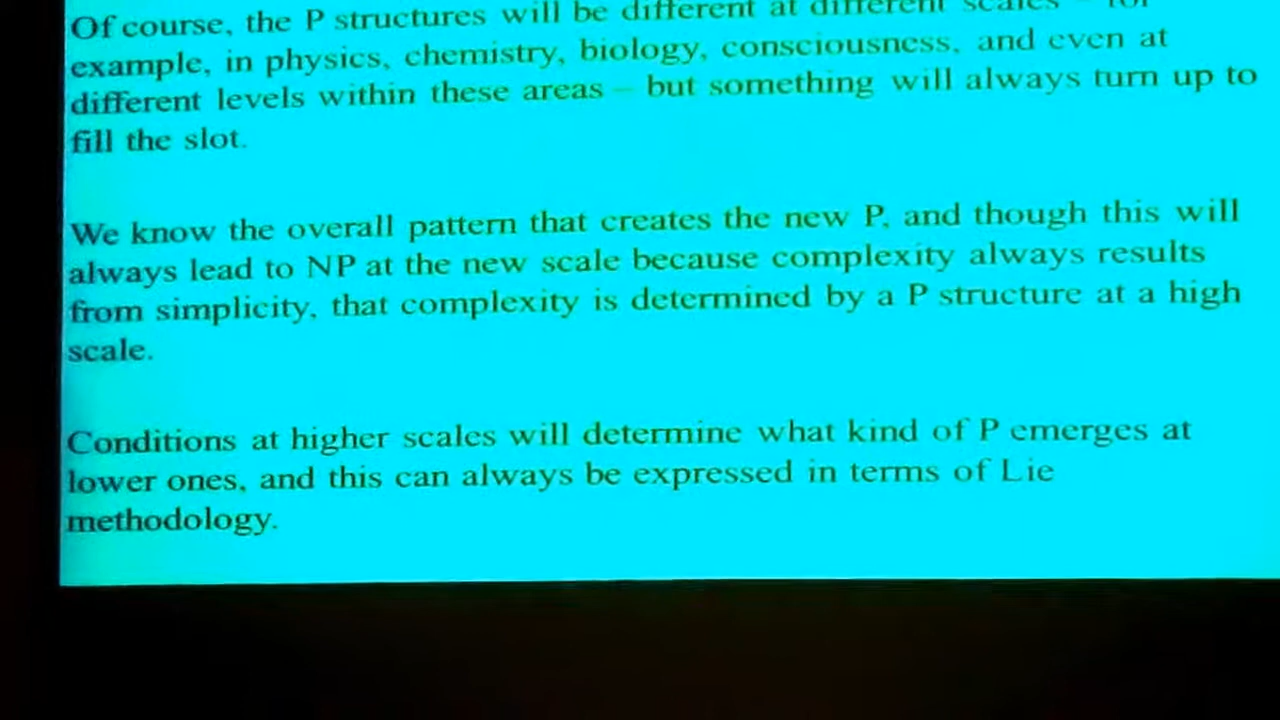 Of course, the P structures will be different at different scales – for
example, in physics, chemistry, biology, consciousness, and even at
different levels within these areas – but something will always turn up to
fill the slot.
We know the overall pattern that creates the new P, and though this will
always lead to NP at the new scale because complexity always results
from simplicity, that complexity is determined by a P structure at a high
scale.
Conditions at higher scales will determine what kind of P emerges at
lower ones, and this can always be expressed in terms of Lie
methodology.